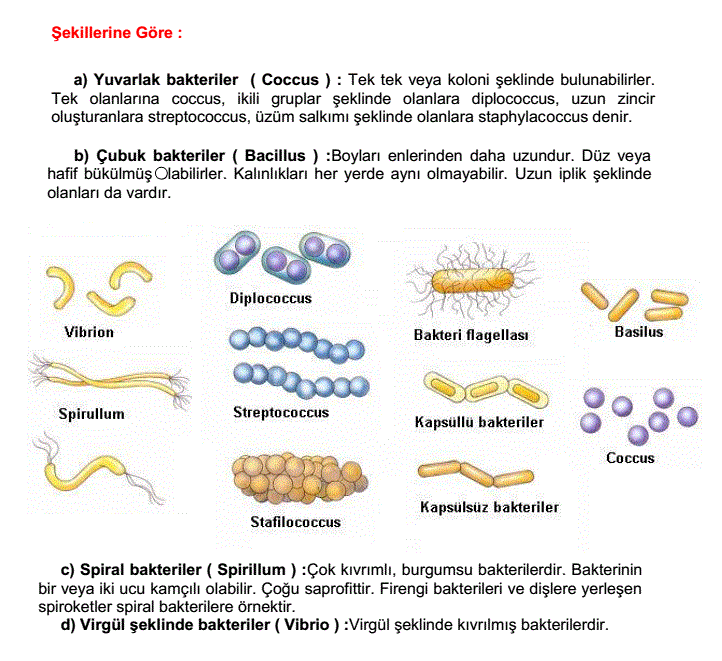 Şekillerine Göre :
a) Yuvarlak bakteriler ( Coccus ) : Tek tek veya koloni şeklinde bulunabilirler.
Tek olanlarına coccus, ikili gruplar şeklinde olanlara diplococcus, uzun zincir
oluşturanlara streptococcus, üzüm salkımı şeklinde olanlara staphylacoccus denir.
b) Çubuk bakteriler ( Bacillus ) :Boyları enlerinden daha uzundur. Düz veya
hafif bükülmüş Olabilirler. Kalınlıkları her yerde aynı olmayabilir. Uzun iplik şeklinde
olanları da vardır.
Diplococcus
Vibrion
Bakteri flagellası
Basilus
Spirullum
Streptococcus
Kapsüllü bakteriler
Coccus
Stafilococcus
Kapsülsüz bakteriler
c) Spiral bakteriler ( Spirillum ) :Çok kıvrımlı, burgumsu bakterilerdir. Bakterinin
bir veya iki ucu kamçılı olabilir. Çoğu saprofittir. Firengi bakterileri ve dişlere yerleşen
spiroketler spiral bakterilere örnektir.
d) Virgül şeklinde bakteriler ( Vibrio ) :Virgül şeklinde kıvrılmış bakterilerdir.